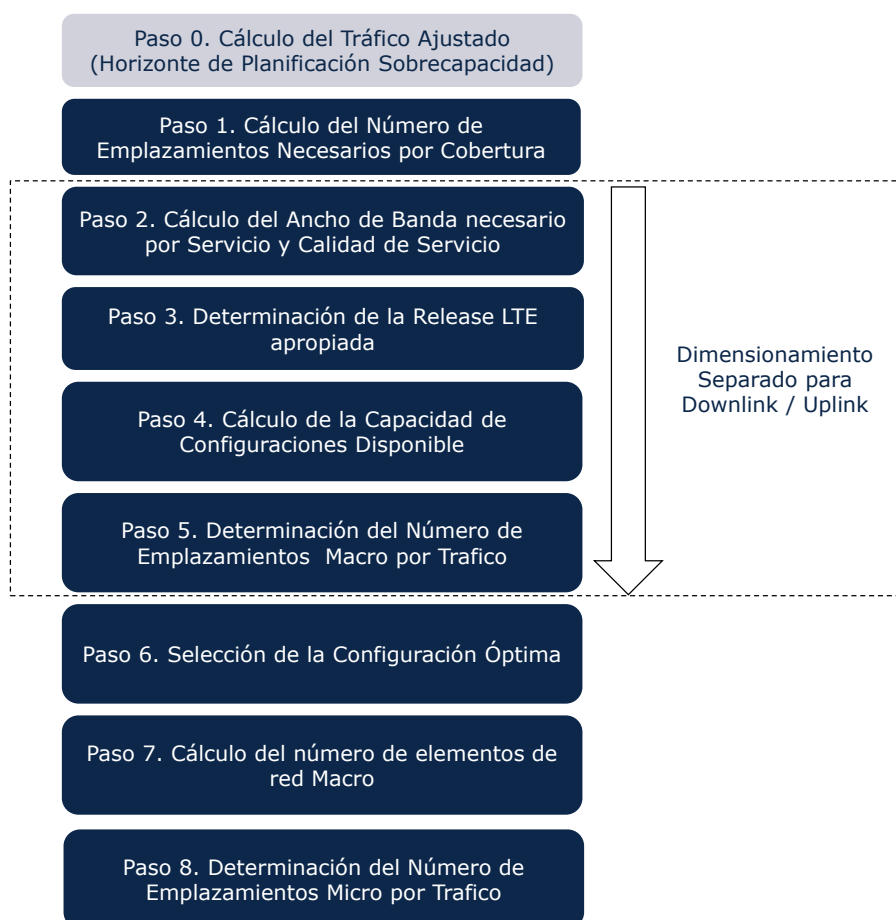 Paso 0. Cálculo del Tráfico Ajustado
(Horizonte de Planificación Sobrecapacidad)
Paso 1. Cálculo del Número de
Emplazamientos Necesarios por Cobertura
Paso 2. Cálculo del Ancho de Banda necesario
por Servicio y Calidad de Servicio
Paso 3. Determinación de la Release LTE
apropiada
Paso 4. Cálculo de la Capacidad de
Configuraciones Disponible
Paso 5. Determinación del Número de
Emplazamientos Macro por Trafico
Dimensionamiento
Separado para
Downlink / Uplink
Paso 6. Selección de la Configuración Óptima
Paso 7. Cálculo del número de elementos de
red Macro
Paso 8. Determinación del Número de
Emplazamientos Micro por Trafico